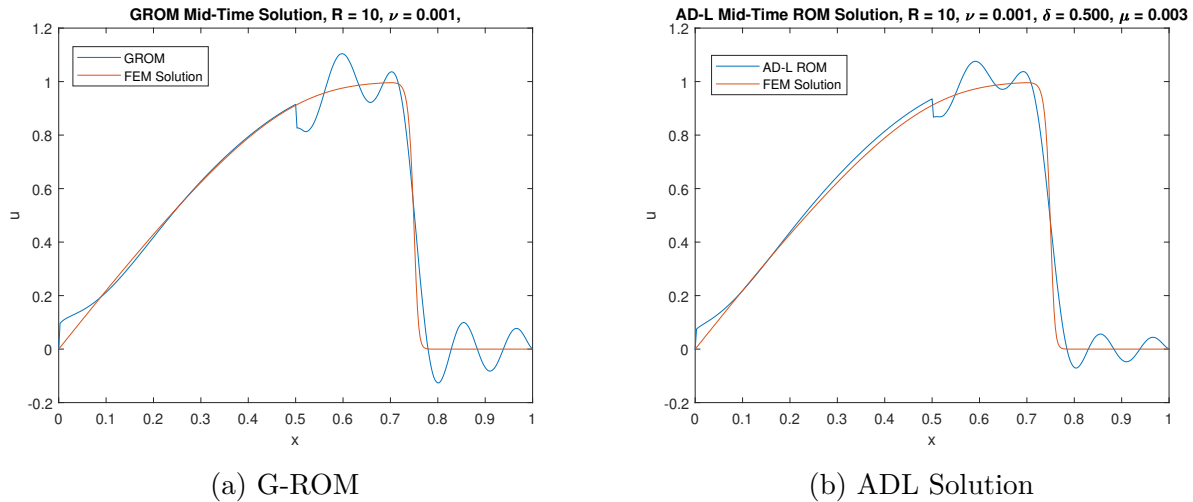 GROM Mid-Time Solution, R = 10, ν = 0.001,
GROM
FEM Solution
1.2
1
0.8
0.6
0.4
0.2
0
-0.2
u
0 0.1 0.2 0.3 0.4 0.5 0.6 0.7 0.8 0.9 1
x
(a) G-ROM
AD-L Mid-Time ROM Solution, R = 10, ν = 0.001, δ = 0.500, μ = 0.003
AD-L ROM
FEM Solution
1.2
1
0.8
0.6
0.4
0.2
0
-0.2
u
0 0.1 0.2 0.3 0.4 0.5 0.6 0.7 0.8 0.9 1
x
(b) ADL Solution